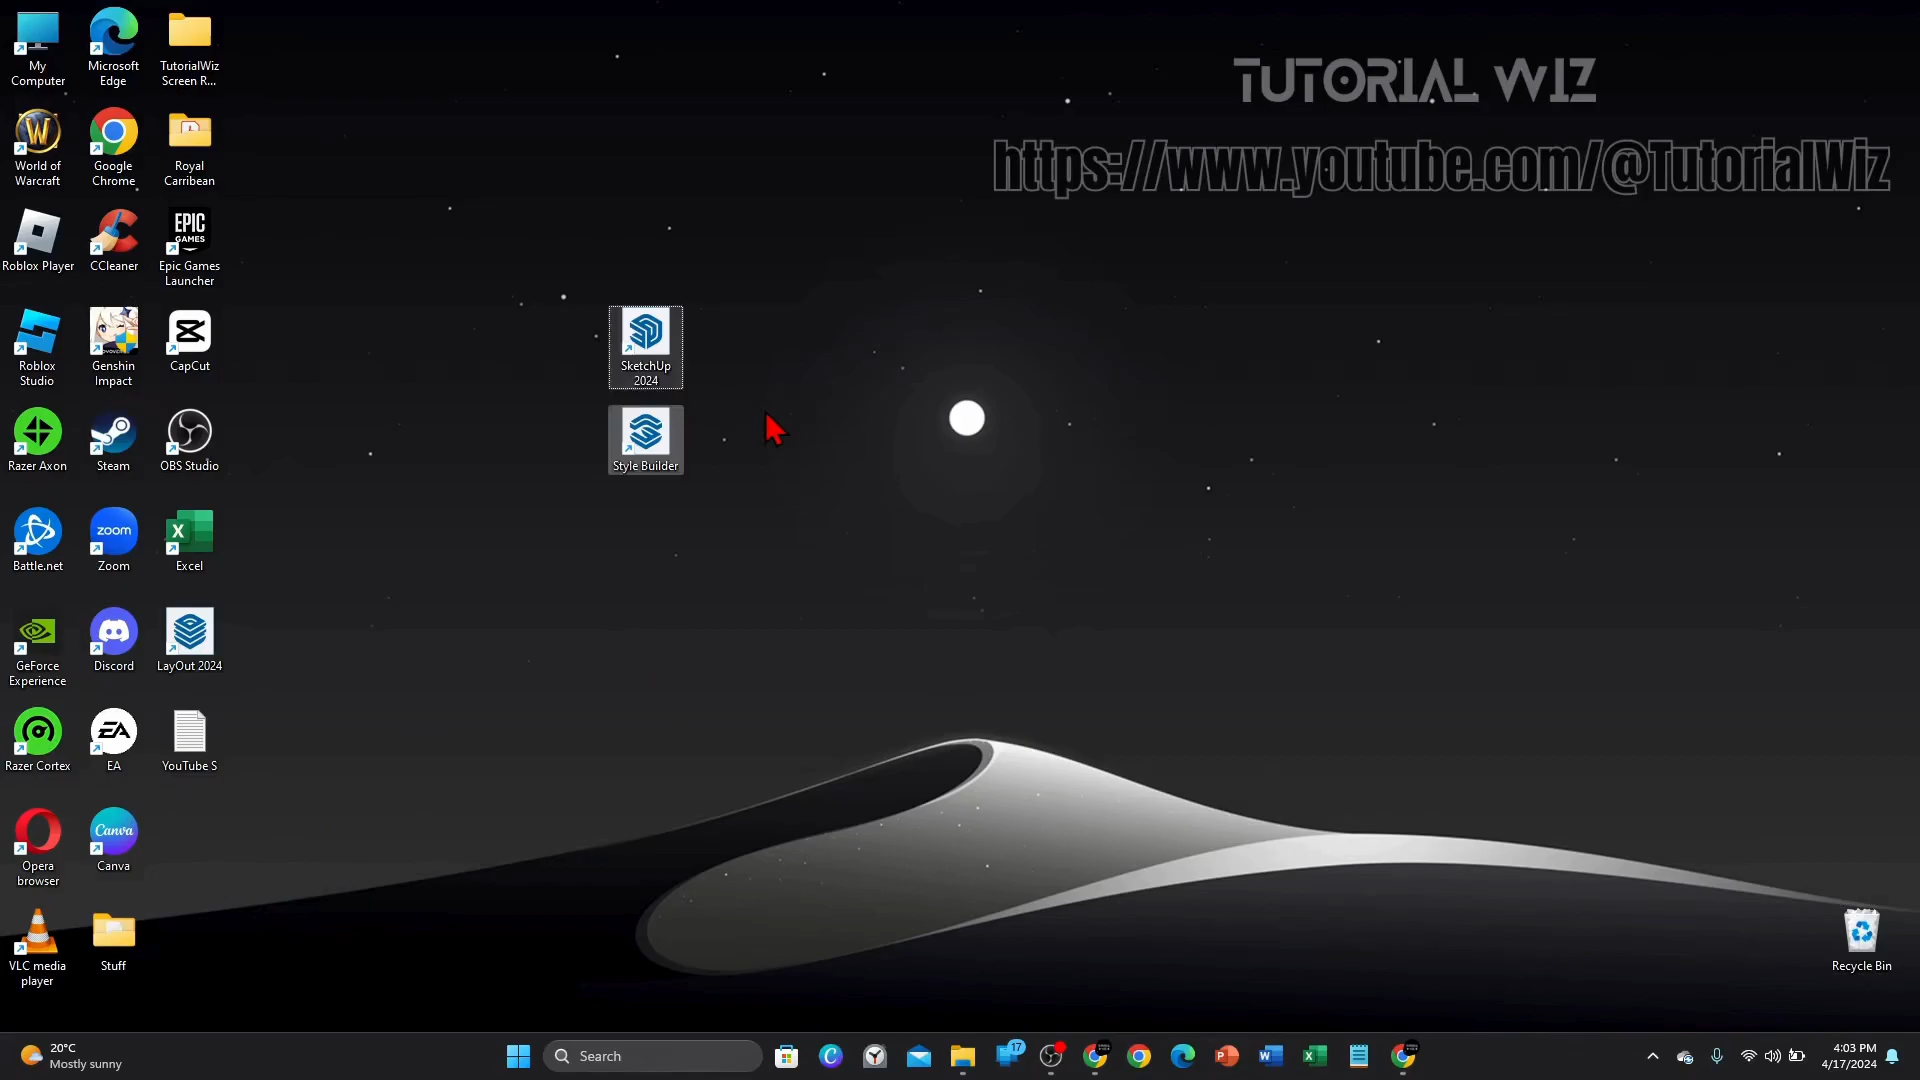 My
Computer
Microsoft
Edge
TutorialWiz
Screen R...
TUTORIAL WIZ
https://www.youtube.com/@TutorialWiz
World of
Warcraft
Google
Chrome
Royal
Carribean
Roblox Player
CCleaner
EPIC
GAMES
Epic Games
Launcher
Roblox
Studio
Genshin
Impact
CapCut
SketchUp
2024
Razer Axon
Steam
OBS Studio
Style Builder
Battle.net
zoom
Zoom
Excel
GeForce
Experience
Discord
LayOut 2024
Razer Cortex
EA
EA
YouTube S
Opera
browser
Canva
Canva
VLC media
player
Stuff
Recycle Bin
20°C
Mostly sunny
Search
17
4:03 PM
4/17/2024